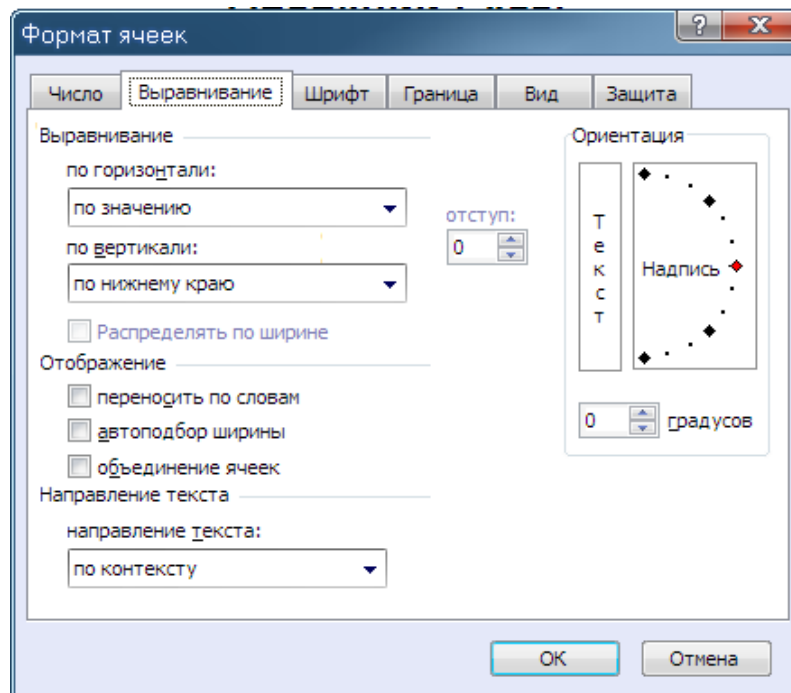 Формат ячеек
Число Выравнивание Шрифт Граница Вид Защита
Выравнивание
по горизонтали:
по значению
отступ:
0
по вертикали:
по нижнему краю
Распределять по ширине
Отображение
переносить по словам
автоподбор ширины
объединение ячеек
Направление текста
направление текста:
по контексту
Ориентация
Текст
Надпись
0 градусов
ОК Отмена